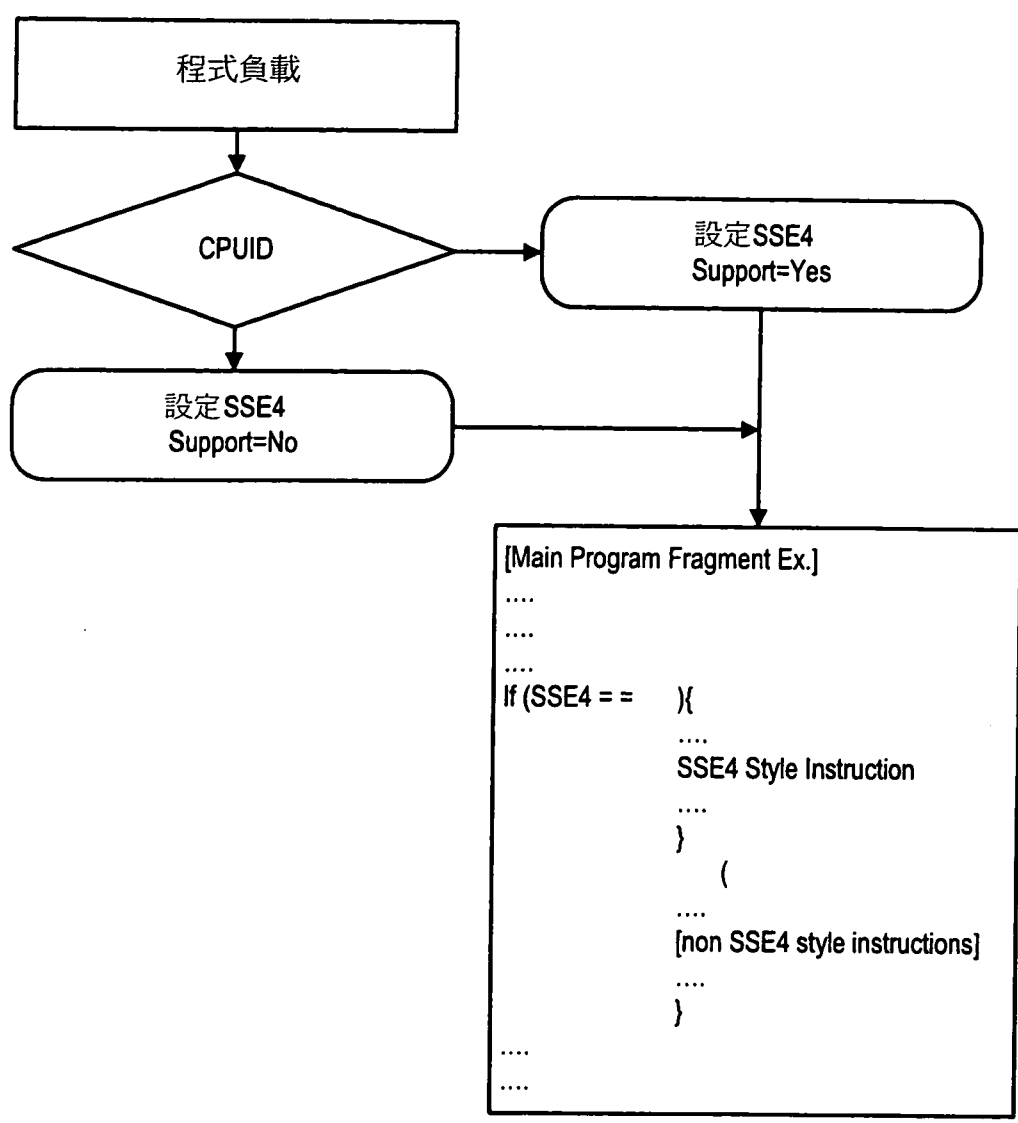 程式負載
CPUID
設定SSE4
Support=Yes
設定SSE4
Support=No
[Main Program Fragment Ex.]
....
....
....
If (SSE4 = =      ){
....
SSE4 Style Instruction
....
}
(
....
[non SSE4 style instructions]
....
}
....
....